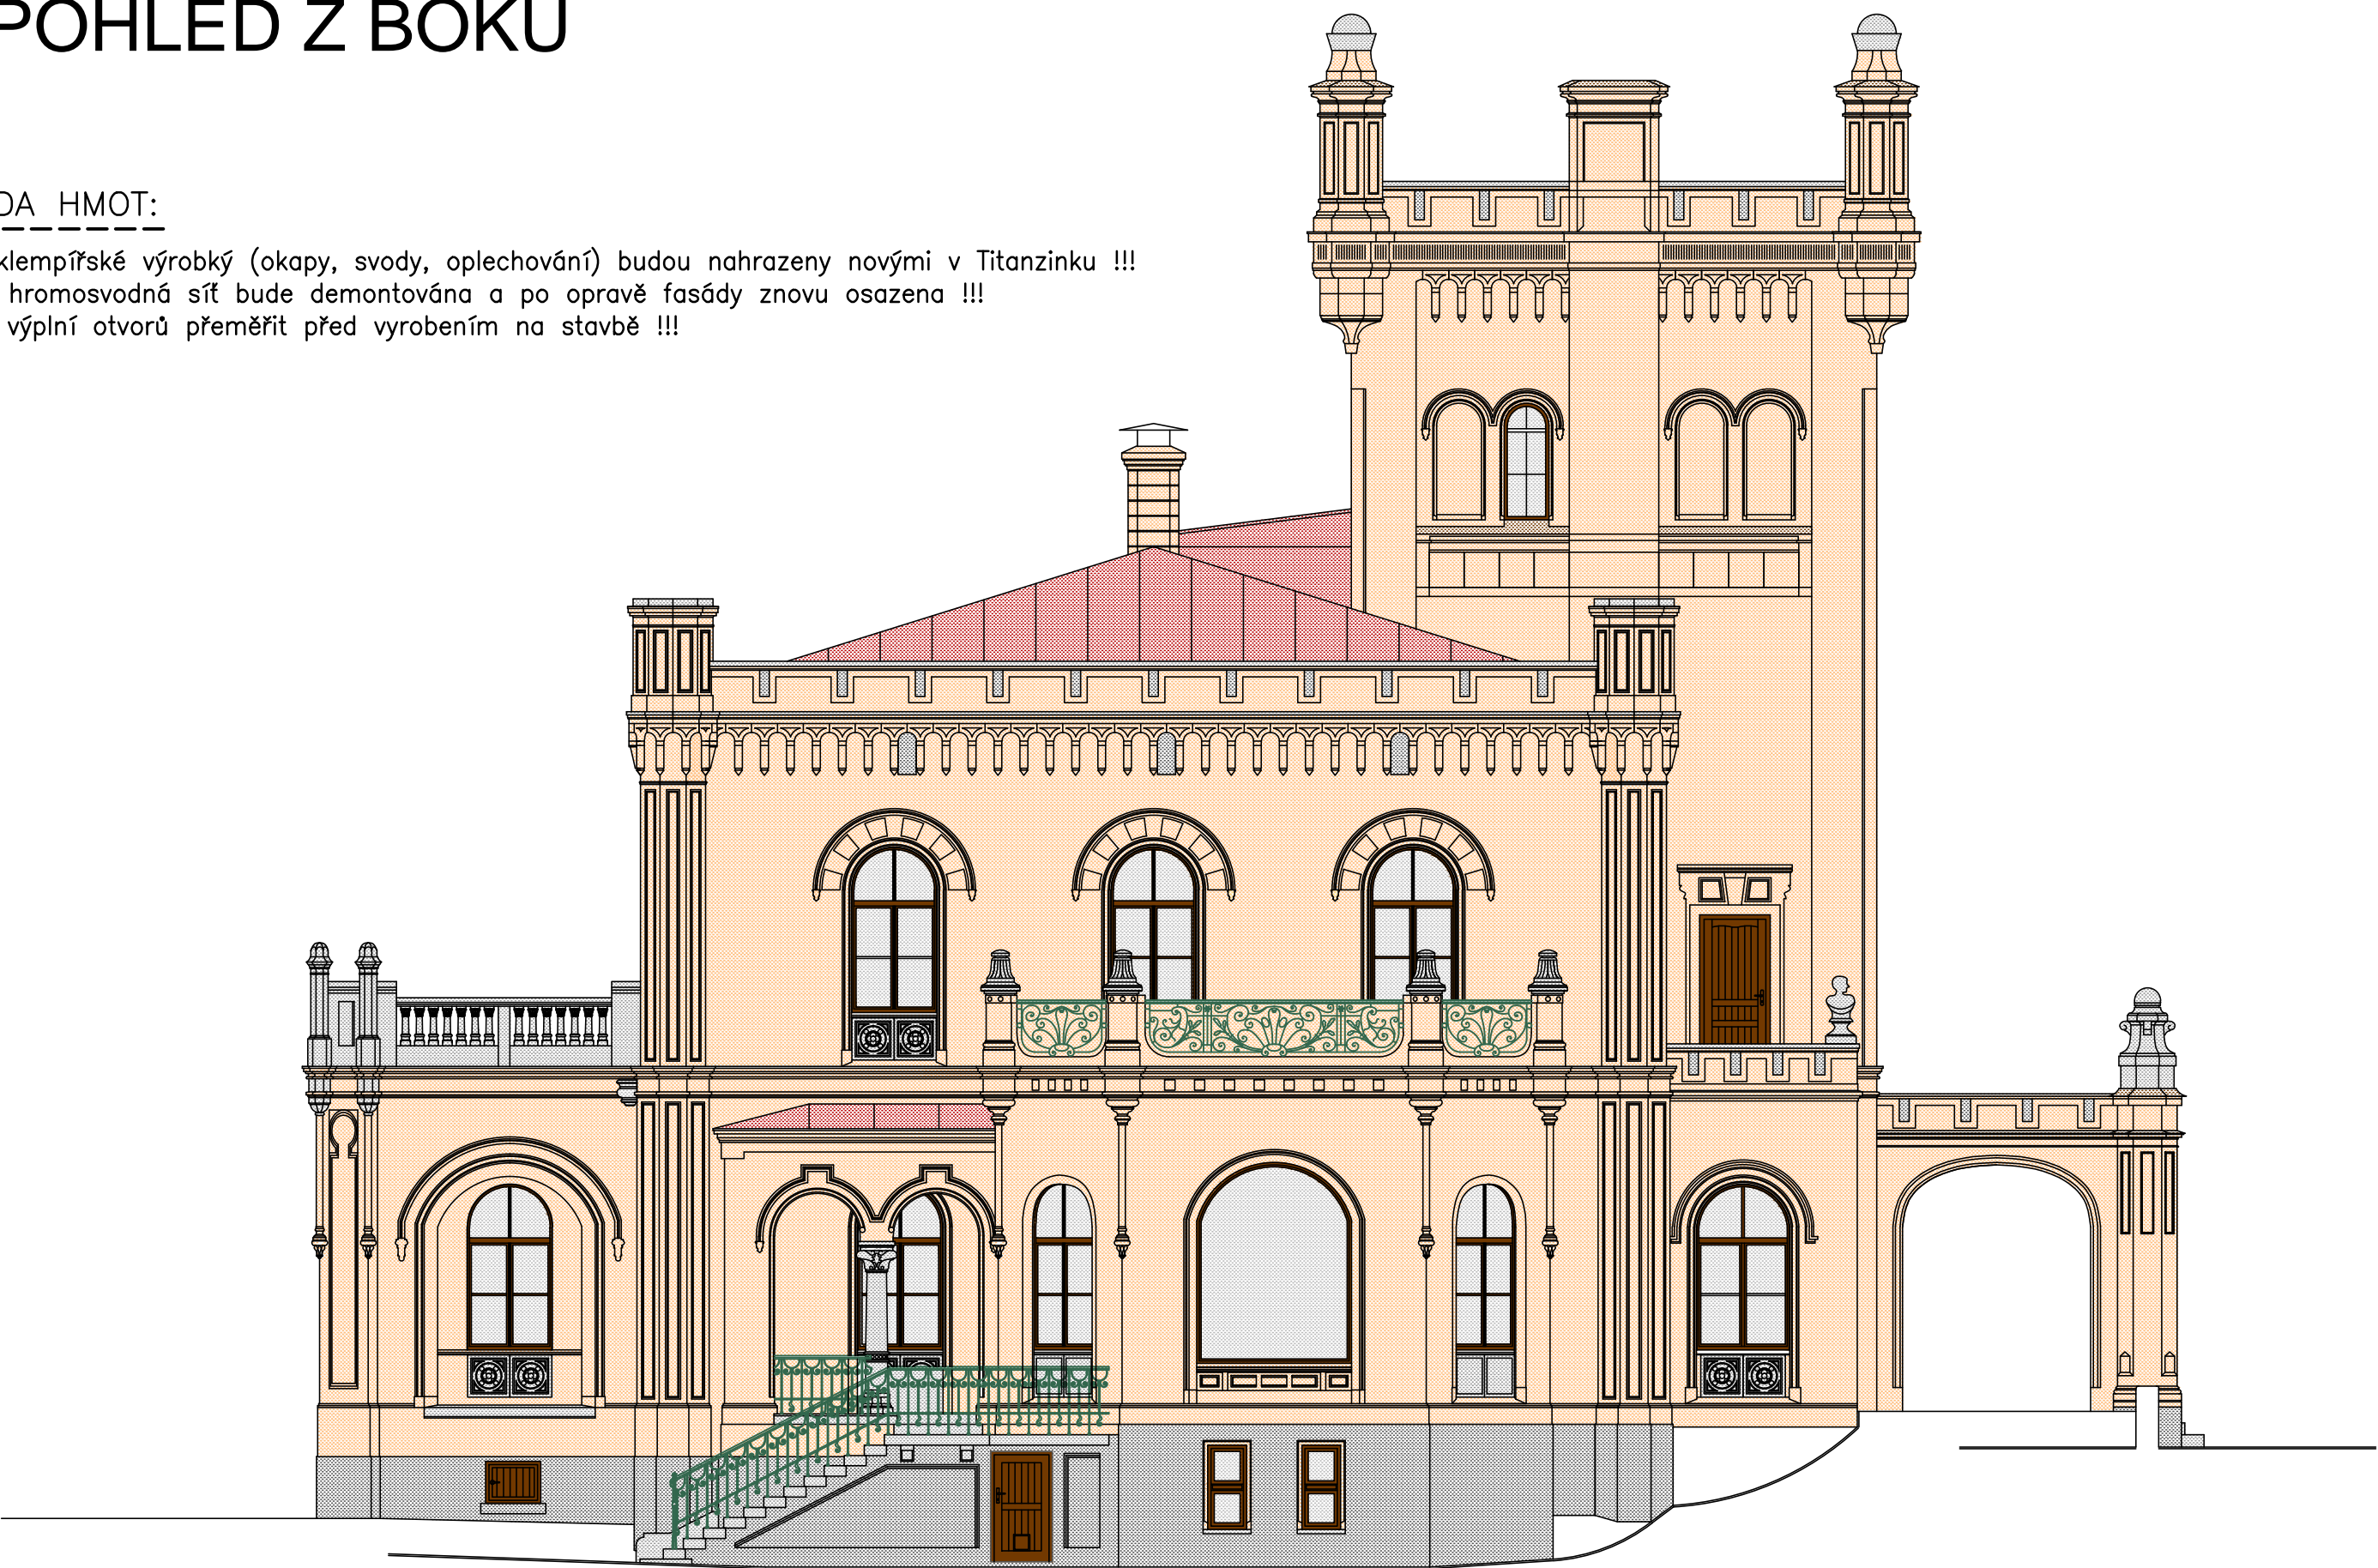 POHLED Z BOKU
DA HMOT:
klempířské výrobký (okapy, svody, oplechování) budou nahrazeny novými v Titanzinku !!!
hromosvodná síť bude demontována a po opravě fasády znovu osazena !!!
výplní otvorů přeměřit před vyrobením na stavbě !!!